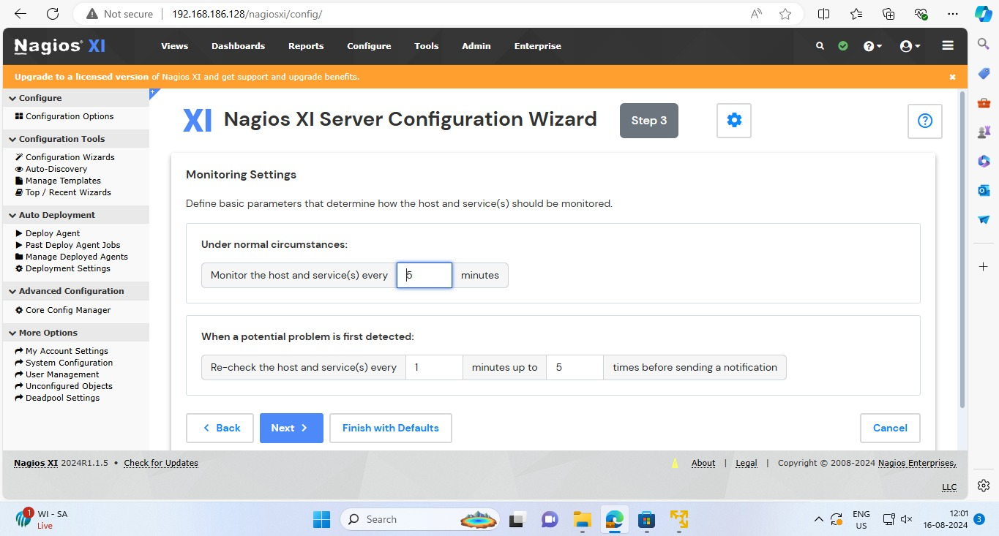 Not secure 192.168.186.128/nagiosxi/config/
Nagios® XI Views Dashboards Reports Configure Tools Admin Enterprise
Upgrade to a licensed version of Nagios XI and get support and upgrade benefits.
Configure
Configuration Options
Configuration Tools
Configuration Wizards
Auto-Discovery
Manage Templates
Top / Recent Wizards
Auto Deployment
Deploy Agent
Past Deploy Agent Jobs
Manage Deployed Agents
Deployment Settings
Advanced Configuration
Core Config Manager
More Options
My Account Settings
System Configuration
User Management
Unconfigured Objects
Deadpool Settings
XI Nagios XI Server Configuration Wizard Step 3
Monitoring Settings
Define basic parameters that determine how the host and service(s) should be monitored.
Under normal circumstances:
Monitor the host and service(s) every 5 minutes
When a potential problem is first detected:
Re-check the host and service(s) every 1 minutes up to 5 times before sending a notification
Back Next Finish with Defaults Cancel
Nagios XI 2024R1.1.5 • Check for Updates About | Legal | Copyright © 2008-2024 Nagios Enterprises,
LLC
1 WI - SA
Live
Search
ENG
US
12:01
16-08-2024
3